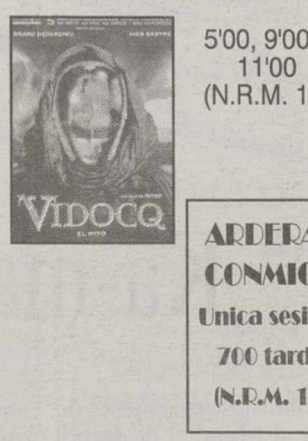 VIDOCQ
EL MITO
5'00, 9'00
11'00
(N.R.M. 1
ARDERA
CONMIG
Unica sesi
700 tard
(N.R.M. 1